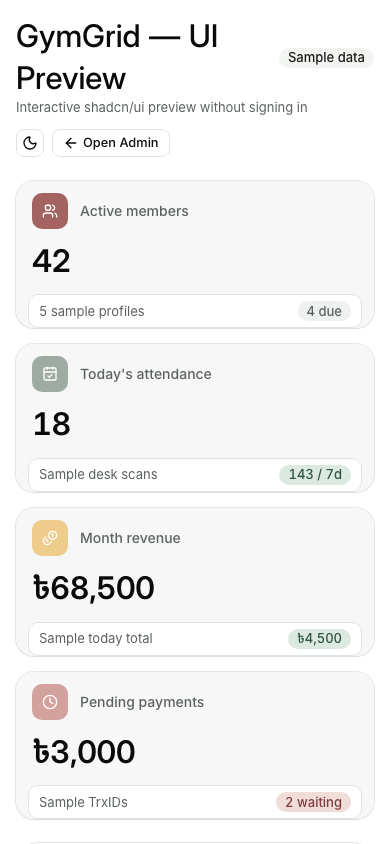 GymGrid — UI
Preview
Sample data
Interactive shadcn/ui preview without signing in
Open Admin
Active members
42
5 sample profiles
4 due
Today's attendance
18
Sample desk scans
143 / 7d
Month revenue
৳68,500
Sample today total
৳4,500
Pending payments
৳3,000
Sample TrxIDs
2 waiting